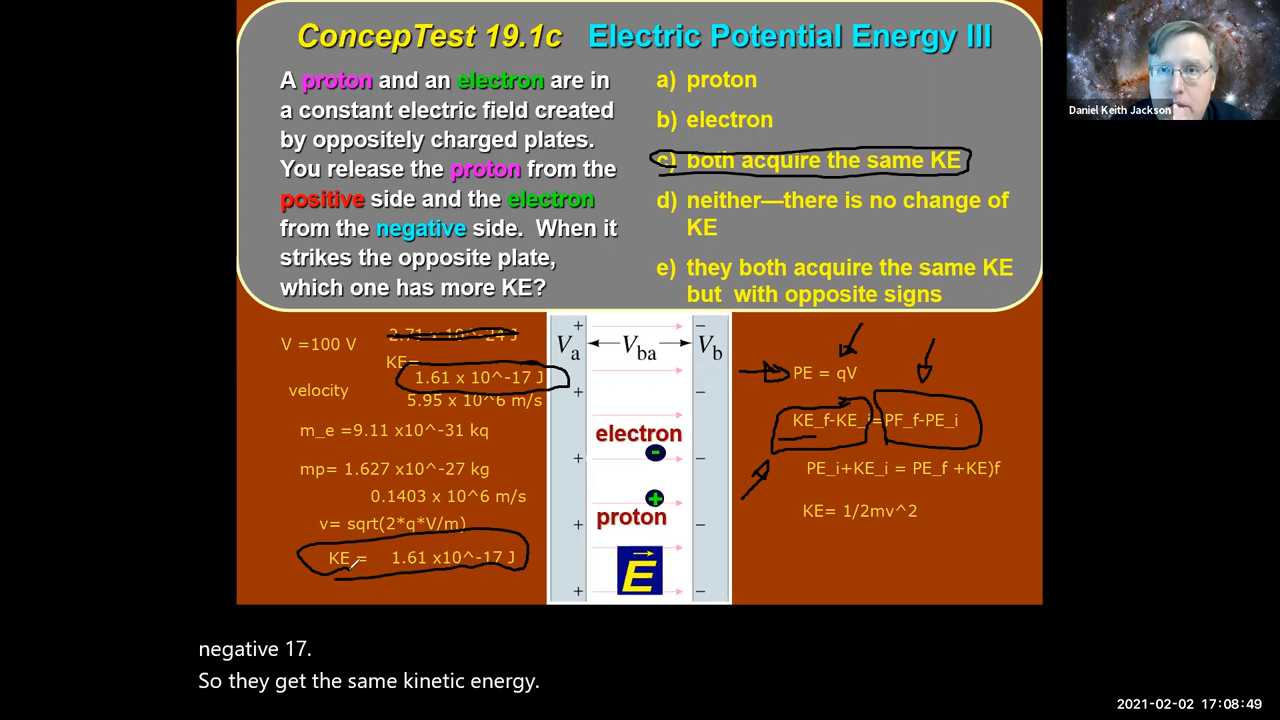 ConcepTest 19.1c Electric Potential Energy III
A proton and an electron are in
a constant electric field created
by oppositely charged plates.
You release the proton from the
positive side and the electron
from the negative side. When it
strikes the opposite plate,
which one has more KE?
a) proton
b) electron
c) both acquire the same KE
d) neither—there is no change of
KE
e) they both acquire the same KE
but with opposite signs
Daniel Keith Jackson
V =100 V
2.71 x 10^-24 J
KE=
1.61 x 10^-17 J
velocity
5.95 x 10^6 m/s
m_e =9.11 x10^-31 kq
mp= 1.627 x10^-27 kg
0.1403 x 10^6 m/s
v= sqrt(2*q*V/m)
KE = 1.61 x10^-17 J
+ −
Va Vba Vb
+ −
electron
-
+ −
+
proton
+ −
E
+ −
PE = qV
KE_f-KE_i=PF_f-PE_i
PE_i+KE_i = PE_f +KE)f
KE= 1/2mv^2
negative 17.
So they get the same kinetic energy.
2021-02-02 17:08:49